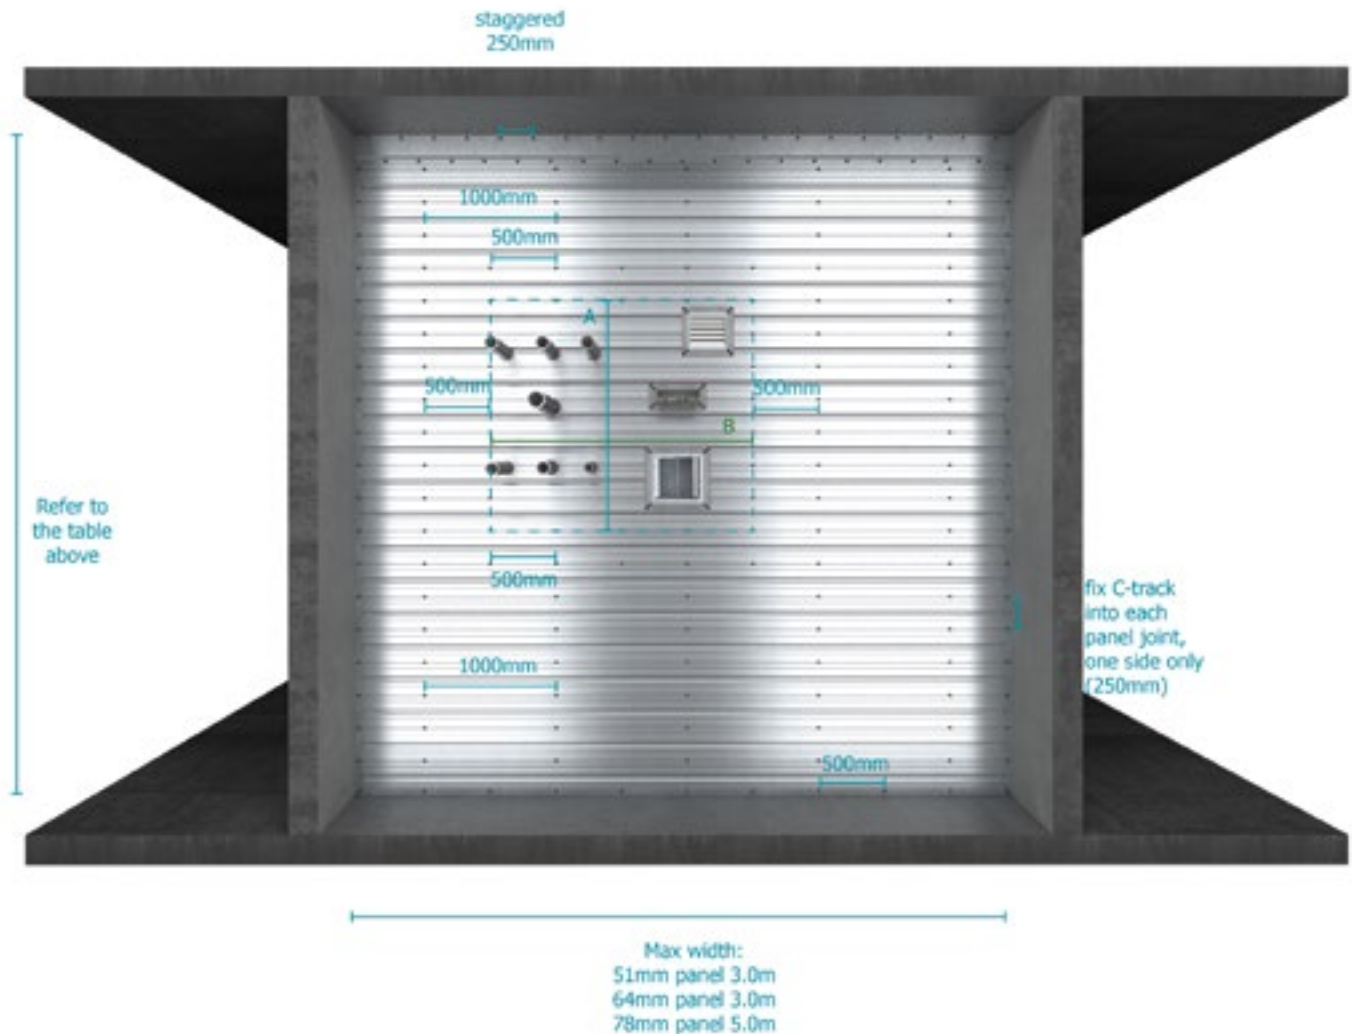 staggered
250mm
1000mm
500mm
A
500mm
500mm
B
Refer to
the table
above
500mm
fix C-track
into each
panel joint,
one side only
(250mm)
1000mm
500mm
Max width:
51mm panel 3.0m
64mm panel 3.0m
78mm panel 5.0m